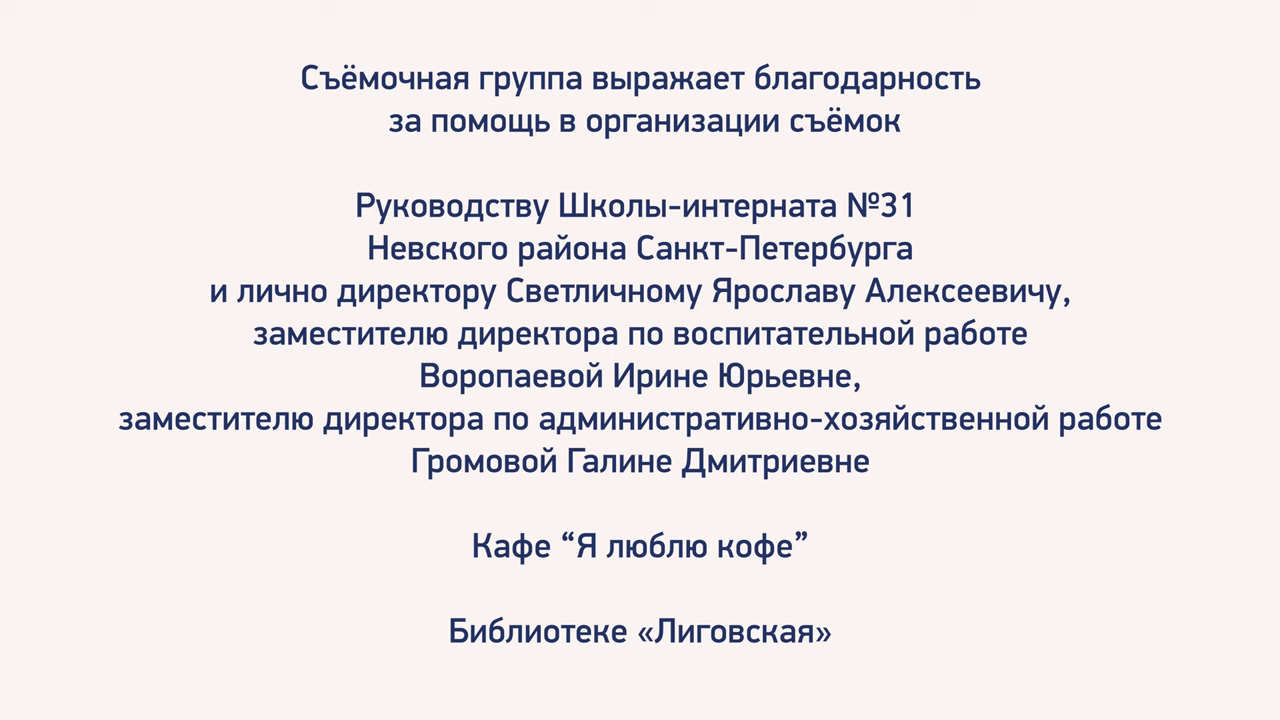 Съёмочная группа выражает благодарность
за помощь в организации съёмок
Руководству Школы-интерната №31
Невского района Санкт-Петербурга
и лично директору Светличному Ярославу Алексеевичу,
заместителю директора по воспитательной работе
Воропаевой Ирине Юрьевне,
заместителю директора по административно-хозяйственной работе
Громовой Галине Дмитриевне
Кафе “Я люблю кофе”
Библиотеке «Лиговская»